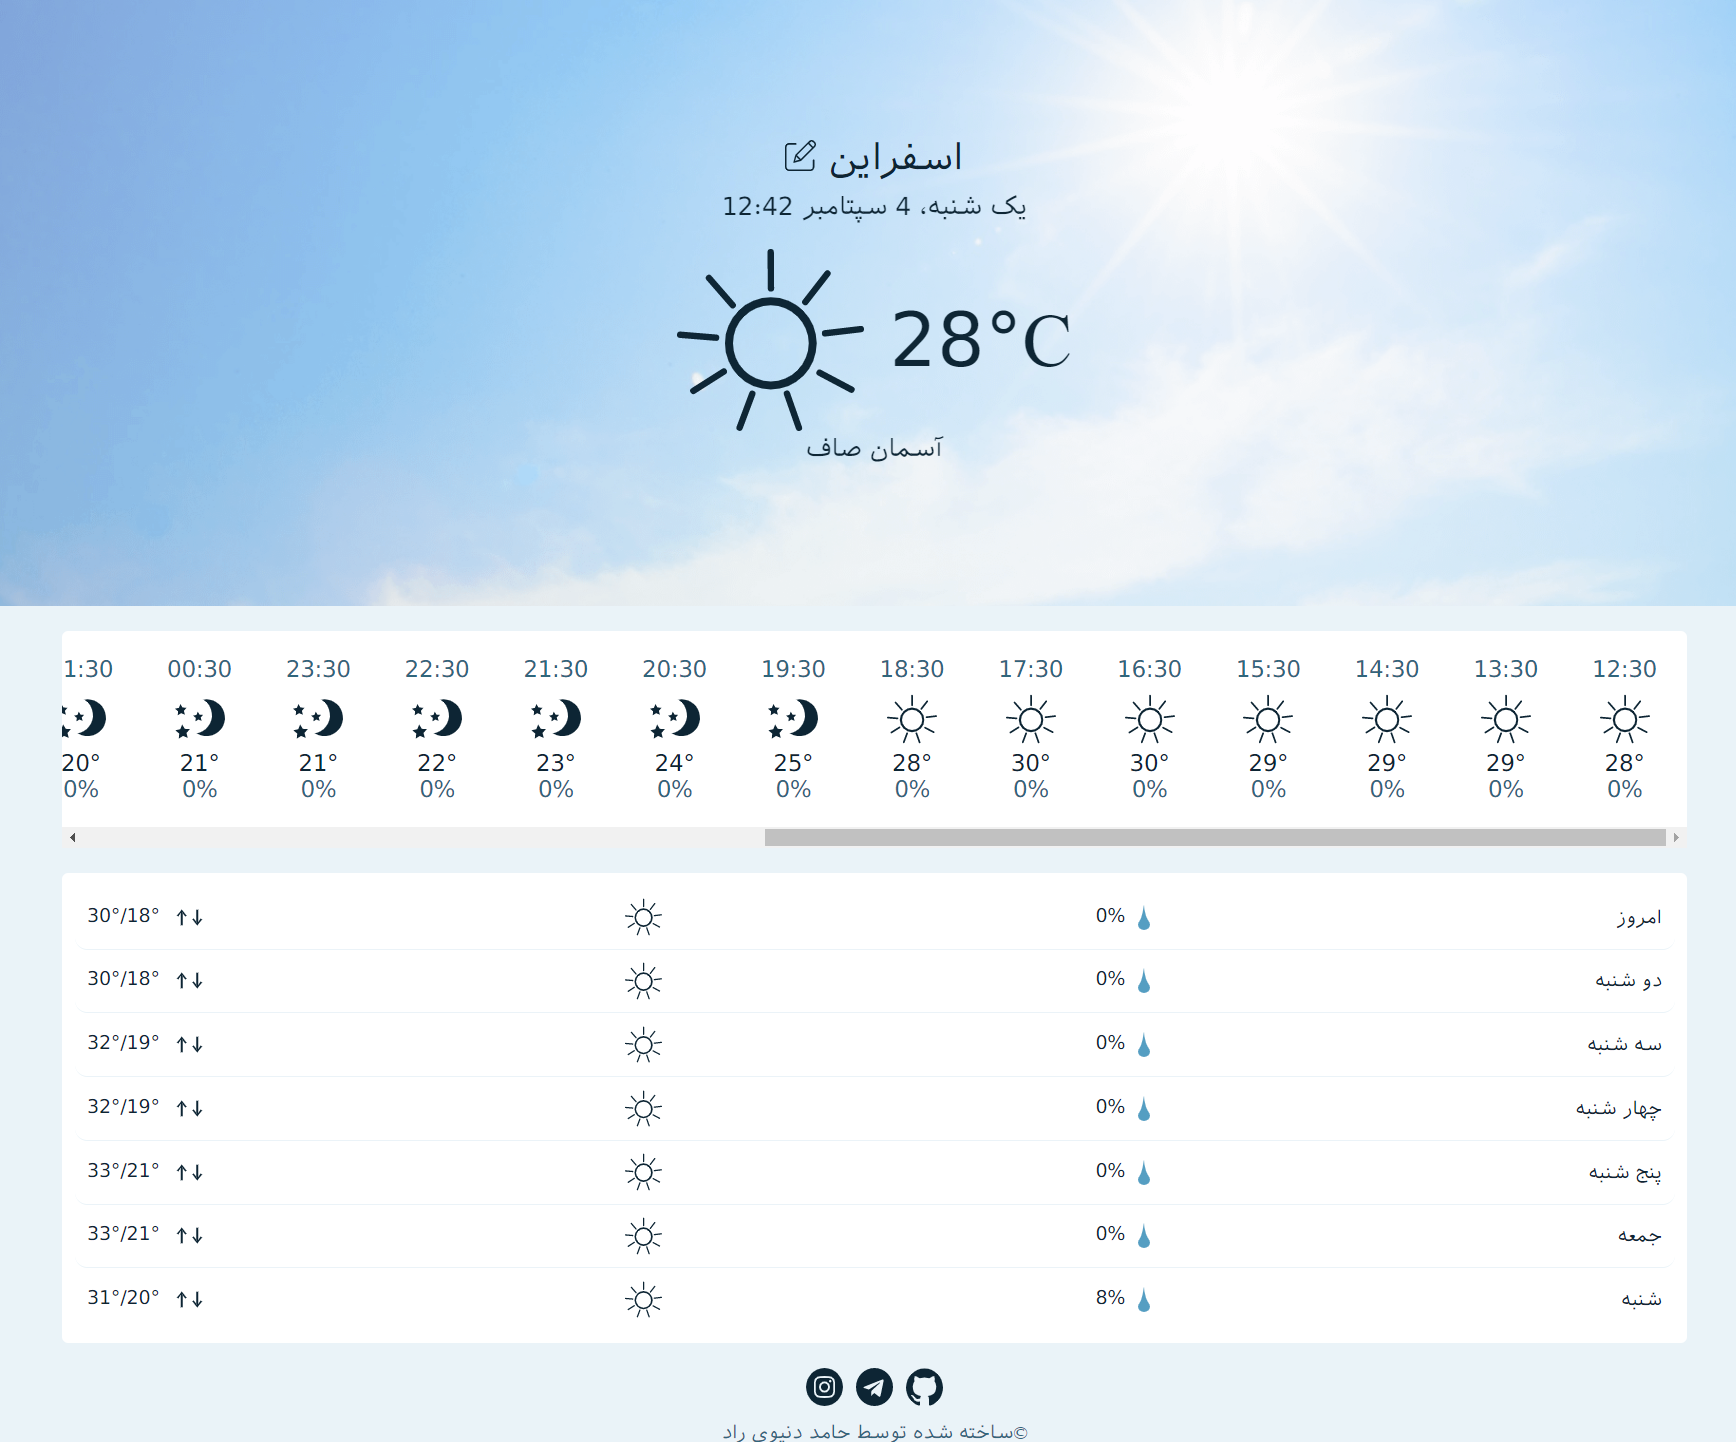 اسفراین
یک شنبه، 4 سپتامبر 12:42
28°C
آسمان صاف
12:30 13:30 14:30 15:30 16:30 17:30 18:30 19:30 20:30 21:30 22:30 23:30 00:30 1:30
28° 29° 29° 29° 30° 30° 28° 25° 24° 23° 22° 21° 21° 20°
0% 0% 0% 0% 0% 0% 0% 0% 0% 0% 0% 0% 0% 0%
امروز 0% 30°/18°
دو شنبه 0% 30°/18°
سه شنبه 0% 32°/19°
چهار شنبه 0% 32°/19°
پنج شنبه 0% 33°/21°
جمعه 0% 33°/21°
شنبه 8% 31°/20°
©ساخته شده توسط حامد دنیوی راد